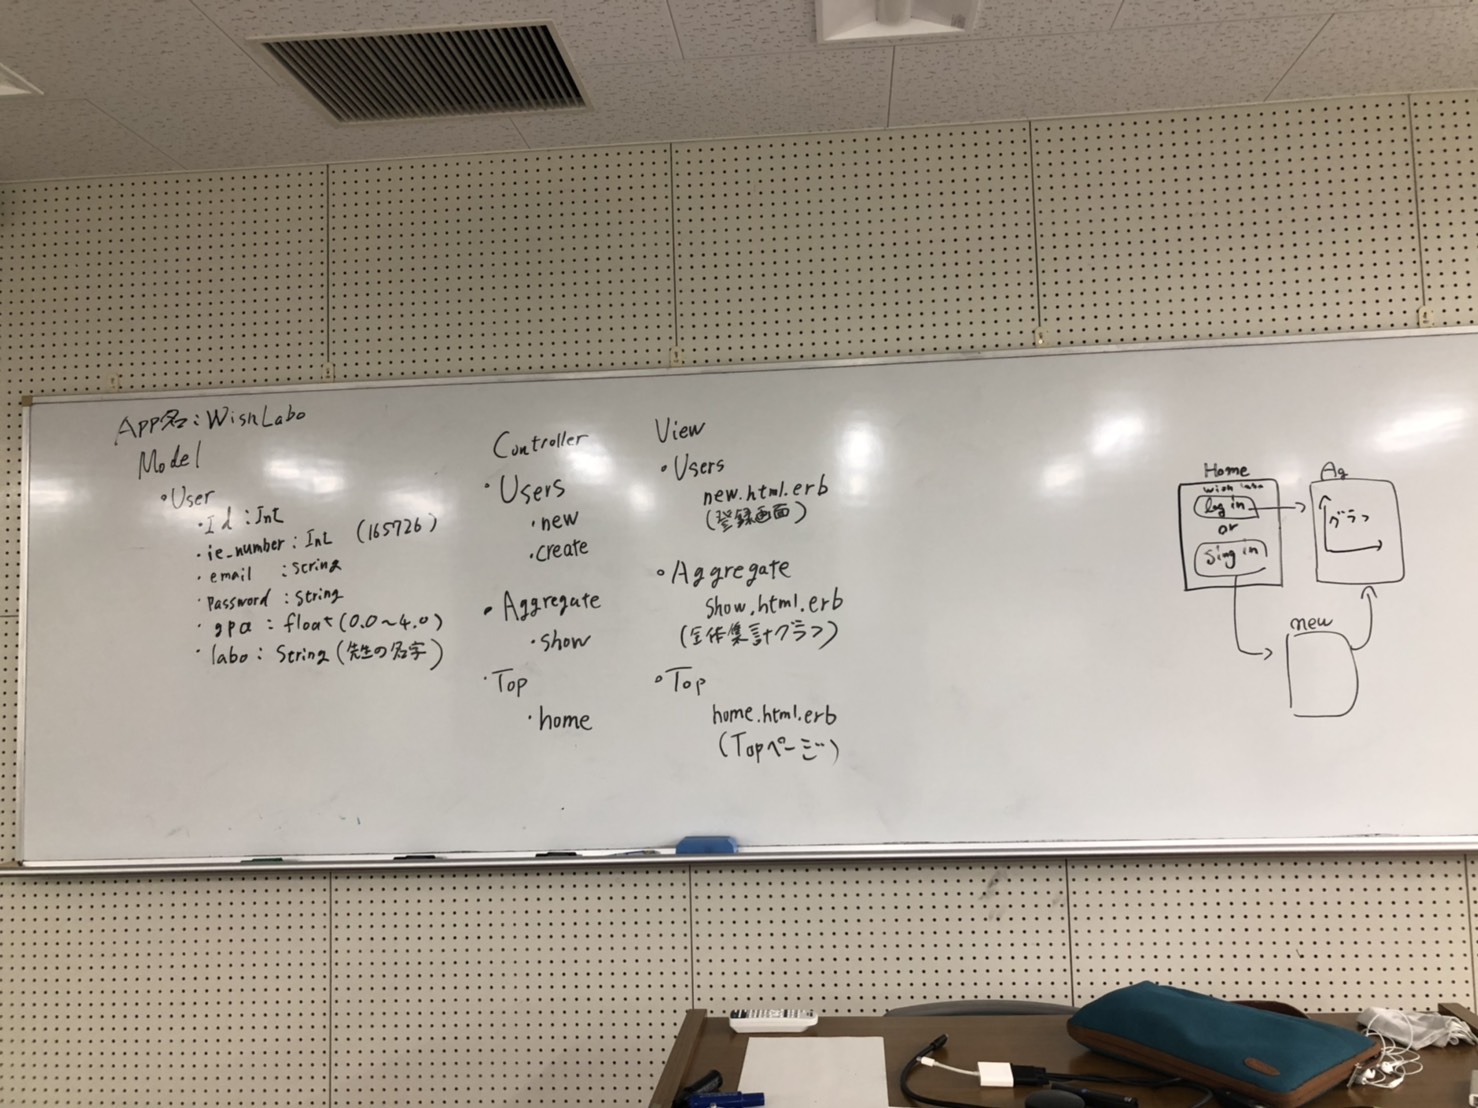 App名:WishLabo
Model
・User
・Id:Int
・ie_number:Int (165726)
・email :string
・password:string
・gpa:float(0.0~4.0)
・labo:String(先生の名字)
Controller
・Users
・new
・create
・Aggregate
・show
・Top
・home
View
・Users
new.html.erb
(登録画面)
・Aggregate
show.html.erb
(全体集計グラフ)
・Top
home.html.erb
(Topページ)
Home
wish labo
log in
or
Sing in
Ag
グラフ
new